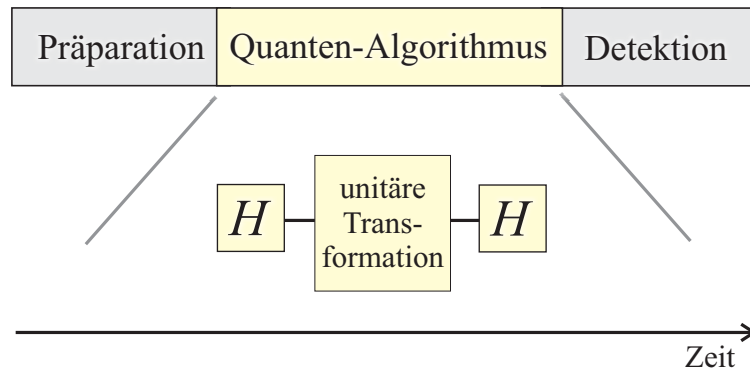 Präparation Quanten-Algorithmus Detektion
unitäre
H Trans- H
formation
Zeit